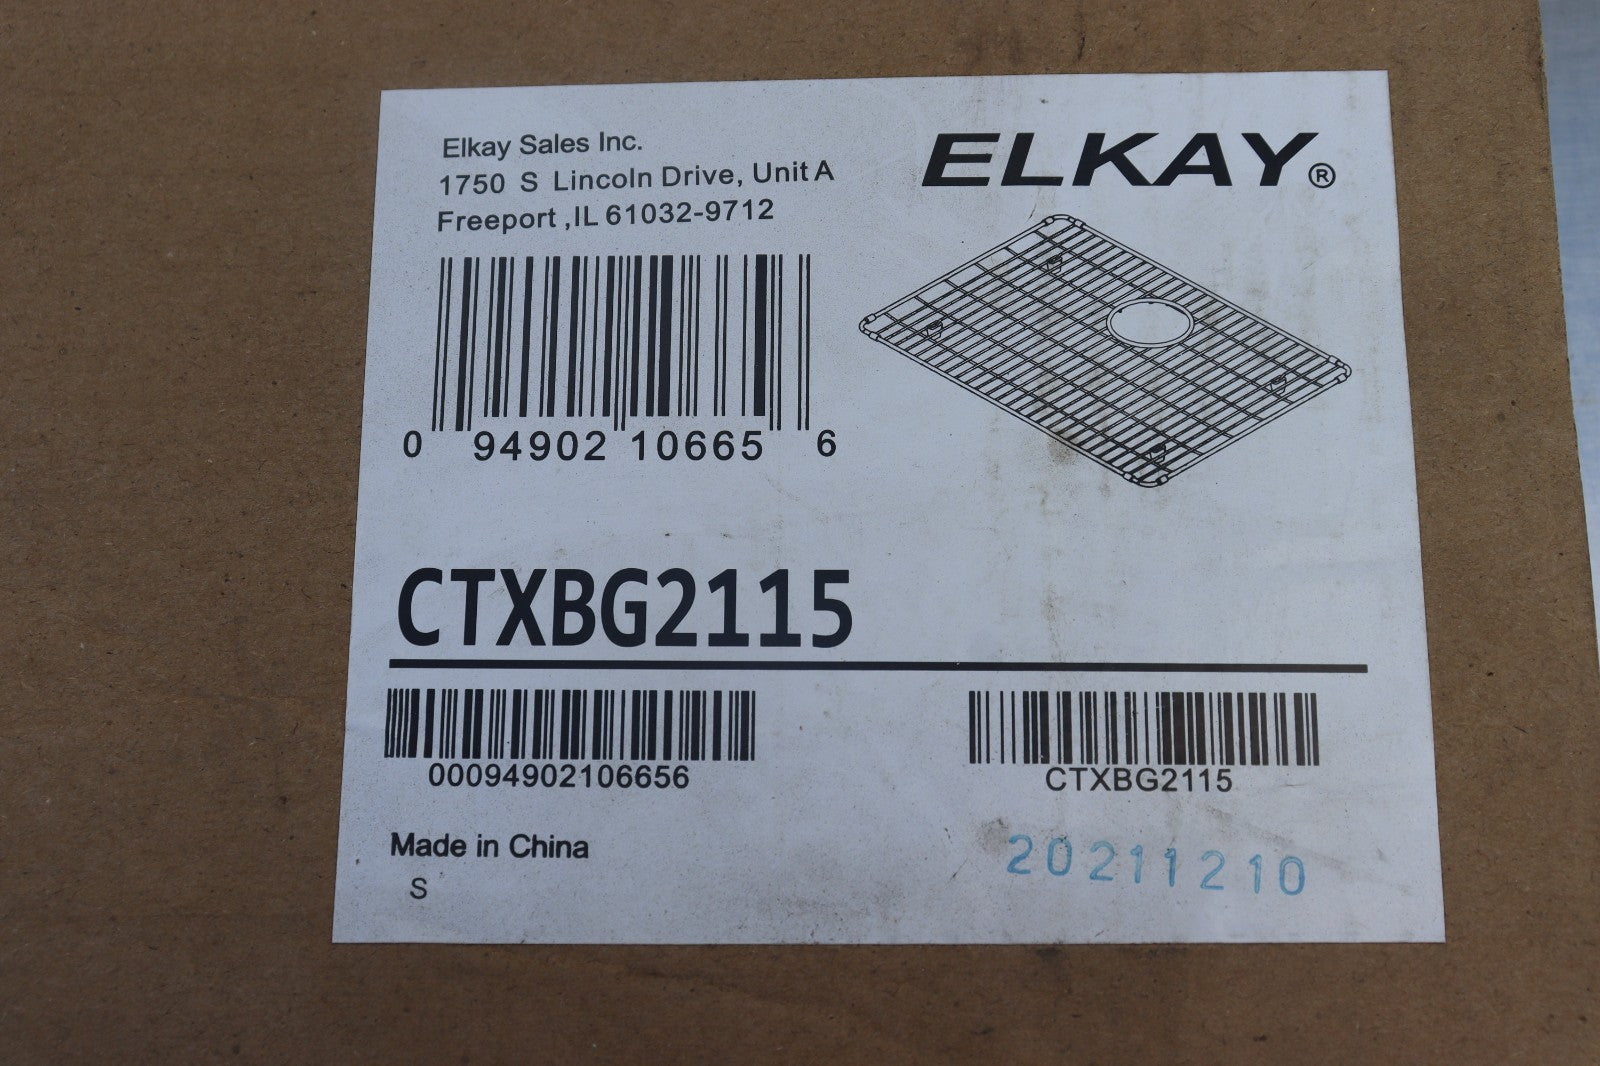 Elkay Sales Inc.
1750 S Lincoln Drive, Unit A
Freeport ,IL 61032-9712
ELKAY®
0 94902 10665 6
CTXBG2115
00094902106656
CTXBG2115
Made in China
S
20211210